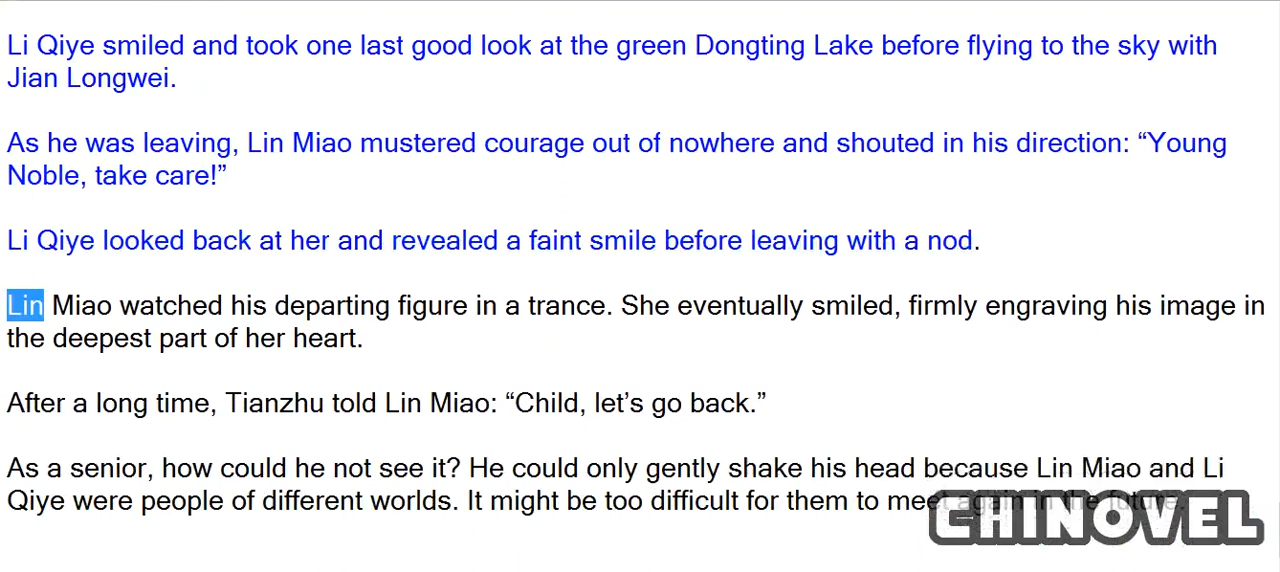 Li Qiye smiled and took one last good look at the green Dongting Lake before flying to the sky with
Jian Longwei.
As he was leaving, Lin Miao mustered courage out of nowhere and shouted in his direction: “Young
Noble, take care!”
Li Qiye looked back at her and revealed a faint smile before leaving with a nod.
Lin Miao watched his departing figure in a trance. She eventually smiled, firmly engraving his image in
the deepest part of her heart.
After a long time, Tianzhu told Lin Miao: “Child, let’s go back.”
As a senior, how could he not see it? He could only gently shake his head because Lin Miao and Li
Qiye were people of different worlds. It might be too difficult for them to meet again in the future.
CHINOVEL